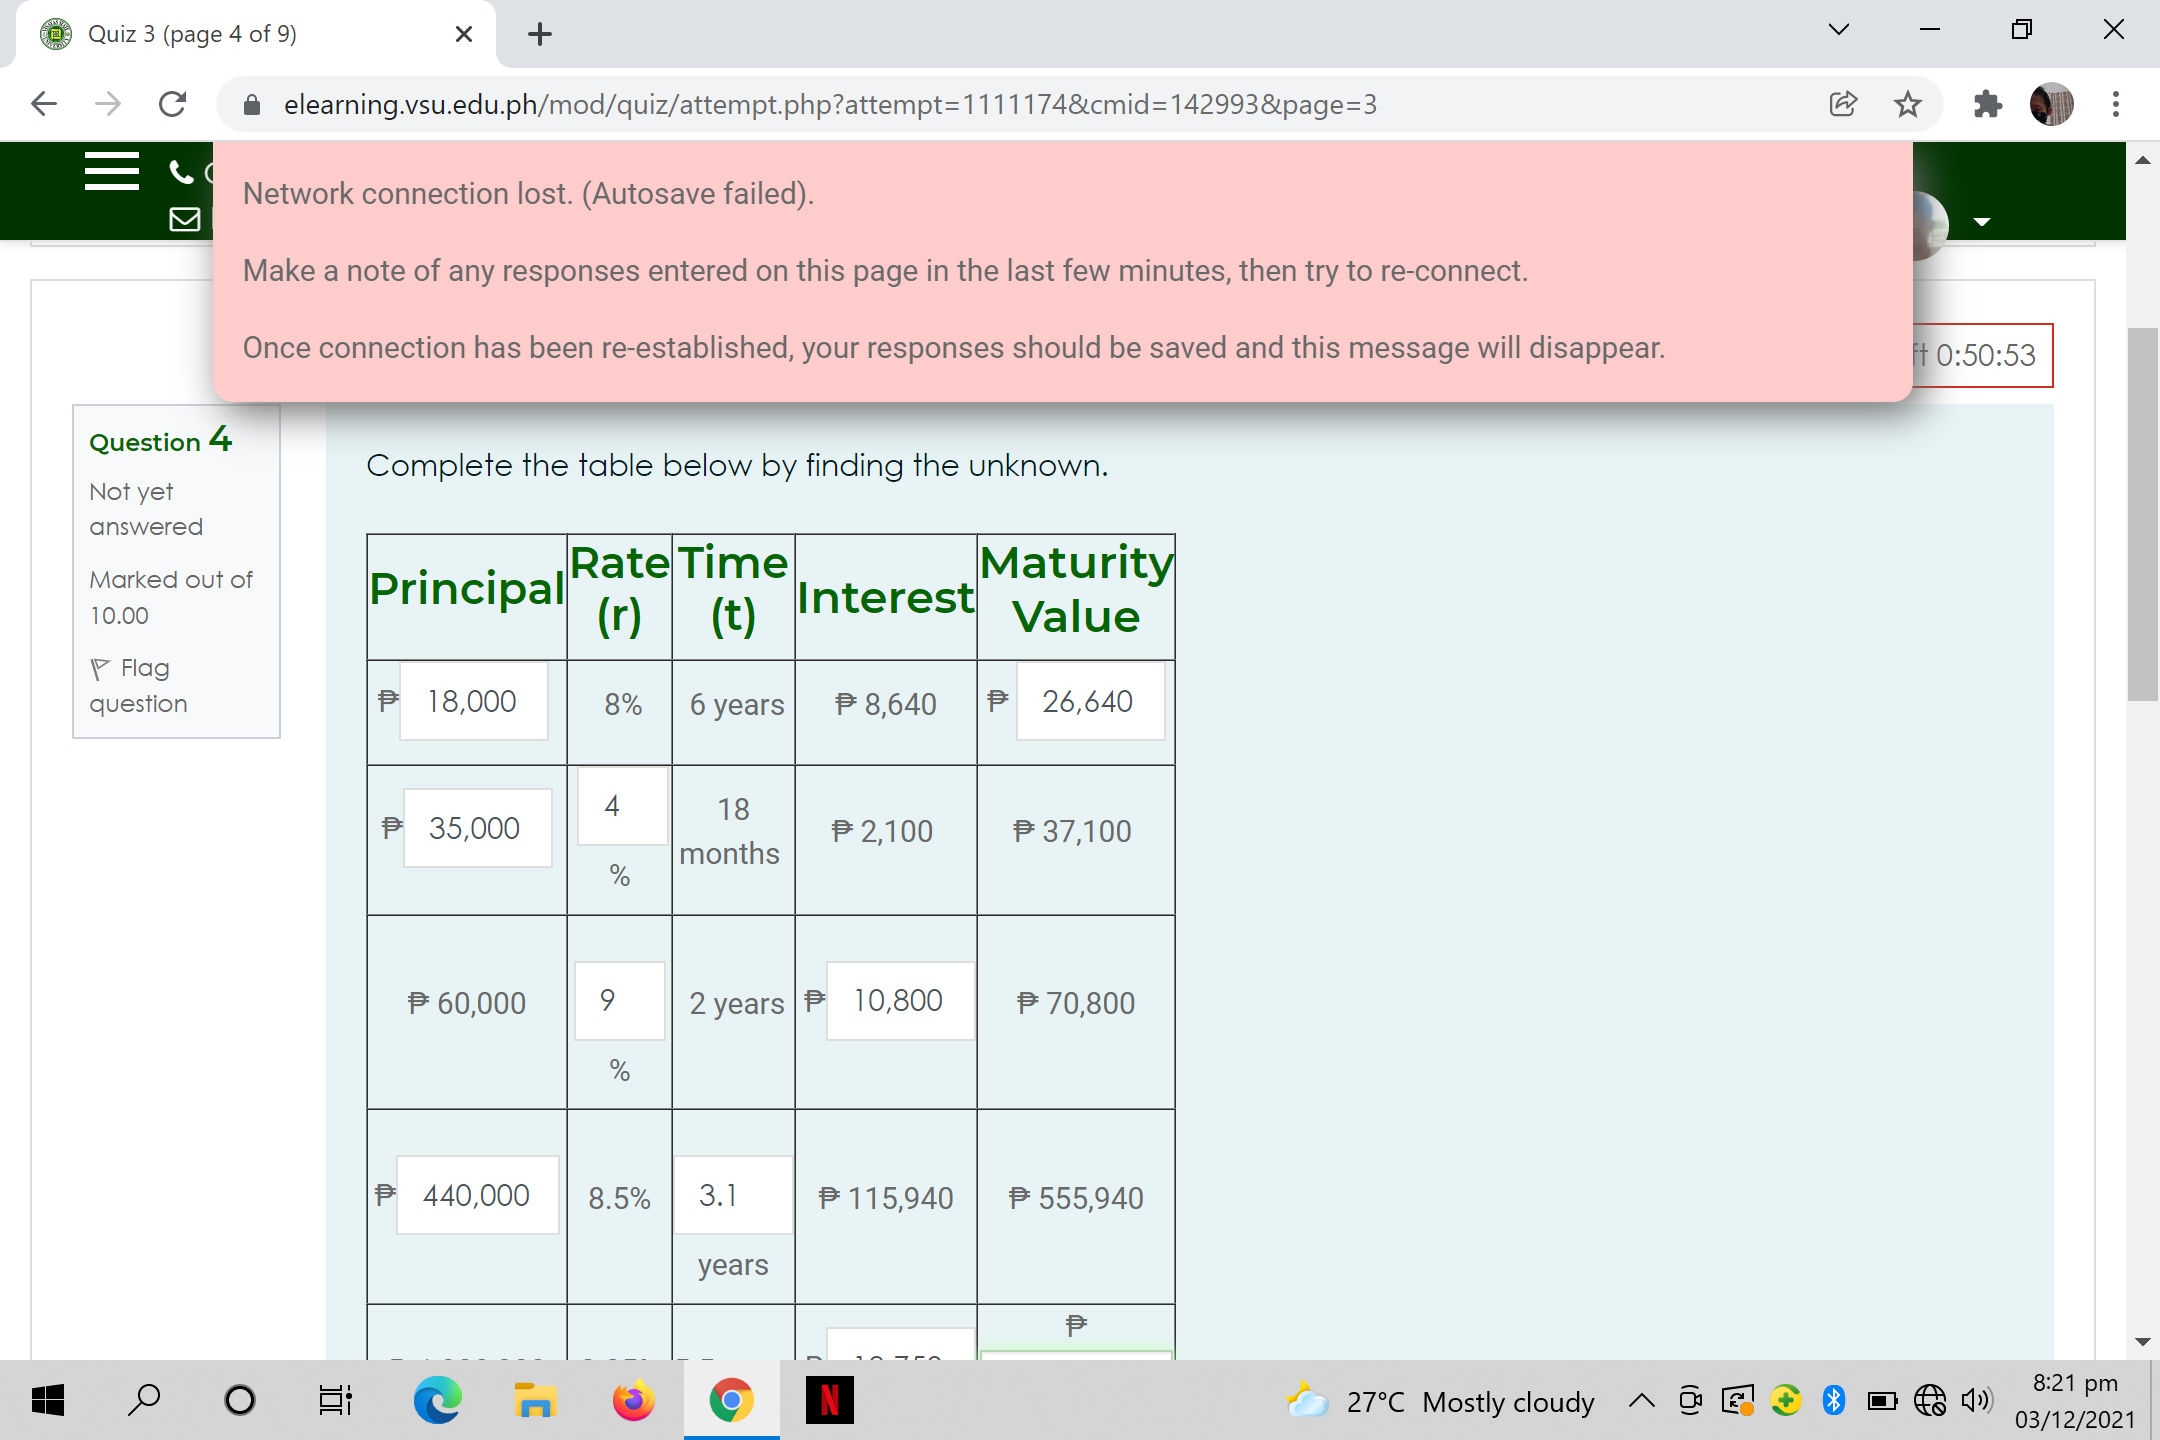 Quiz 3 (page 4 of 9)
elearning.vsu.edu.ph/mod/quiz/attempt.php?attempt=1111174&cmid=142993&page=3
Network connection lost. (Autosave failed).
Make a note of any responses entered on this page in the last few minutes, then try to re-connect.
Once connection has been re-established, your responses should be saved and this message will disappear.
0:50:53
Question 4
Not yet
answered
Marked out of
10.00
Flag
question
Complete the table below by finding the unknown.
Principal Rate (r) Time (t) Interest Maturity Value
₱ 18,000 8% 6 years ₱ 8,640 ₱ 26,640
₱ 35,000 4 % 18 months ₱ 2,100 ₱ 37,100
₱ 60,000 9 % 2 years ₱ 10,800 ₱ 70,800
₱ 440,000 8.5% 3.1 years ₱ 115,940 ₱ 555,940
₱
27°C Mostly cloudy
8:21 pm
03/12/2021